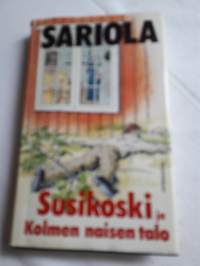 SARIOLA
Susikoski ja
Kolmen naisen talo